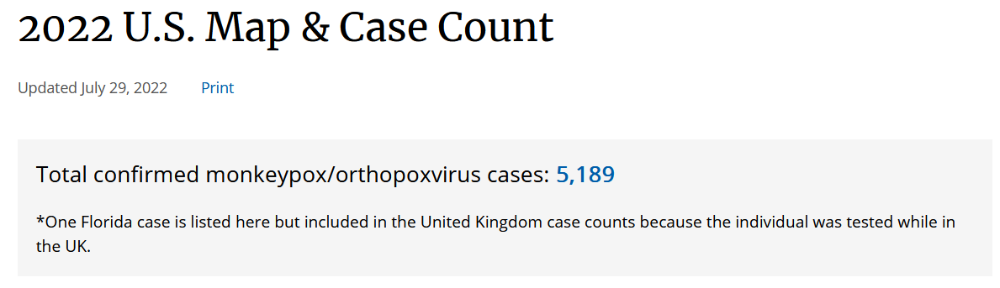 2022 U.S. Map & Case Count
Updated July 29, 2022 Print
Total confirmed monkeypox/orthopoxvirus cases: 5,189
*One Florida case is listed here but included in the United Kingdom case counts because the individual was tested while in
the UK.